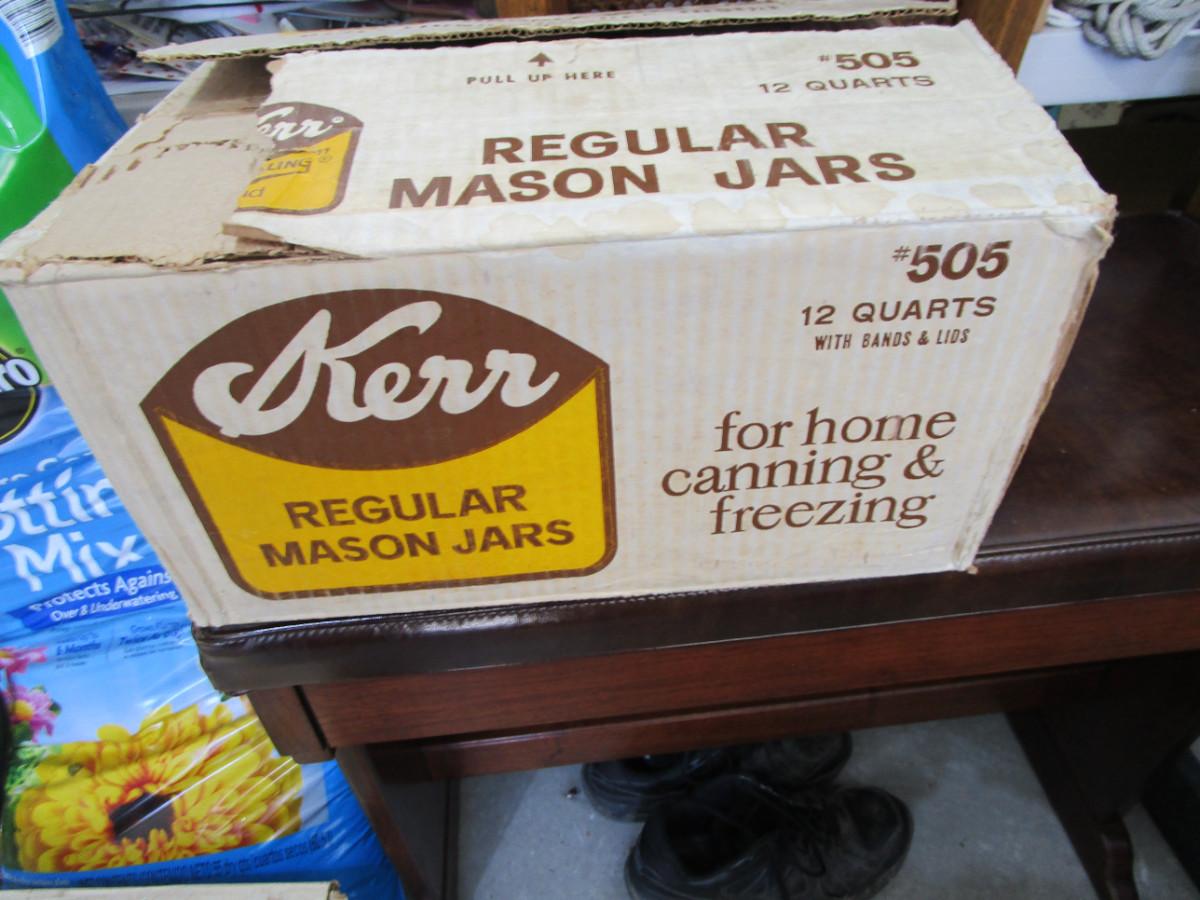 PULL UP HERE
#505
12 QUARTS
Kerr®
LING®
REGULAR
MASON JARS
#505
12 QUARTS
WITH BANDS & LIDS
Kerr
REGULAR
MASON JARS
for home
canning &
freezing
Mix
Protects Against
Over & Underwatering